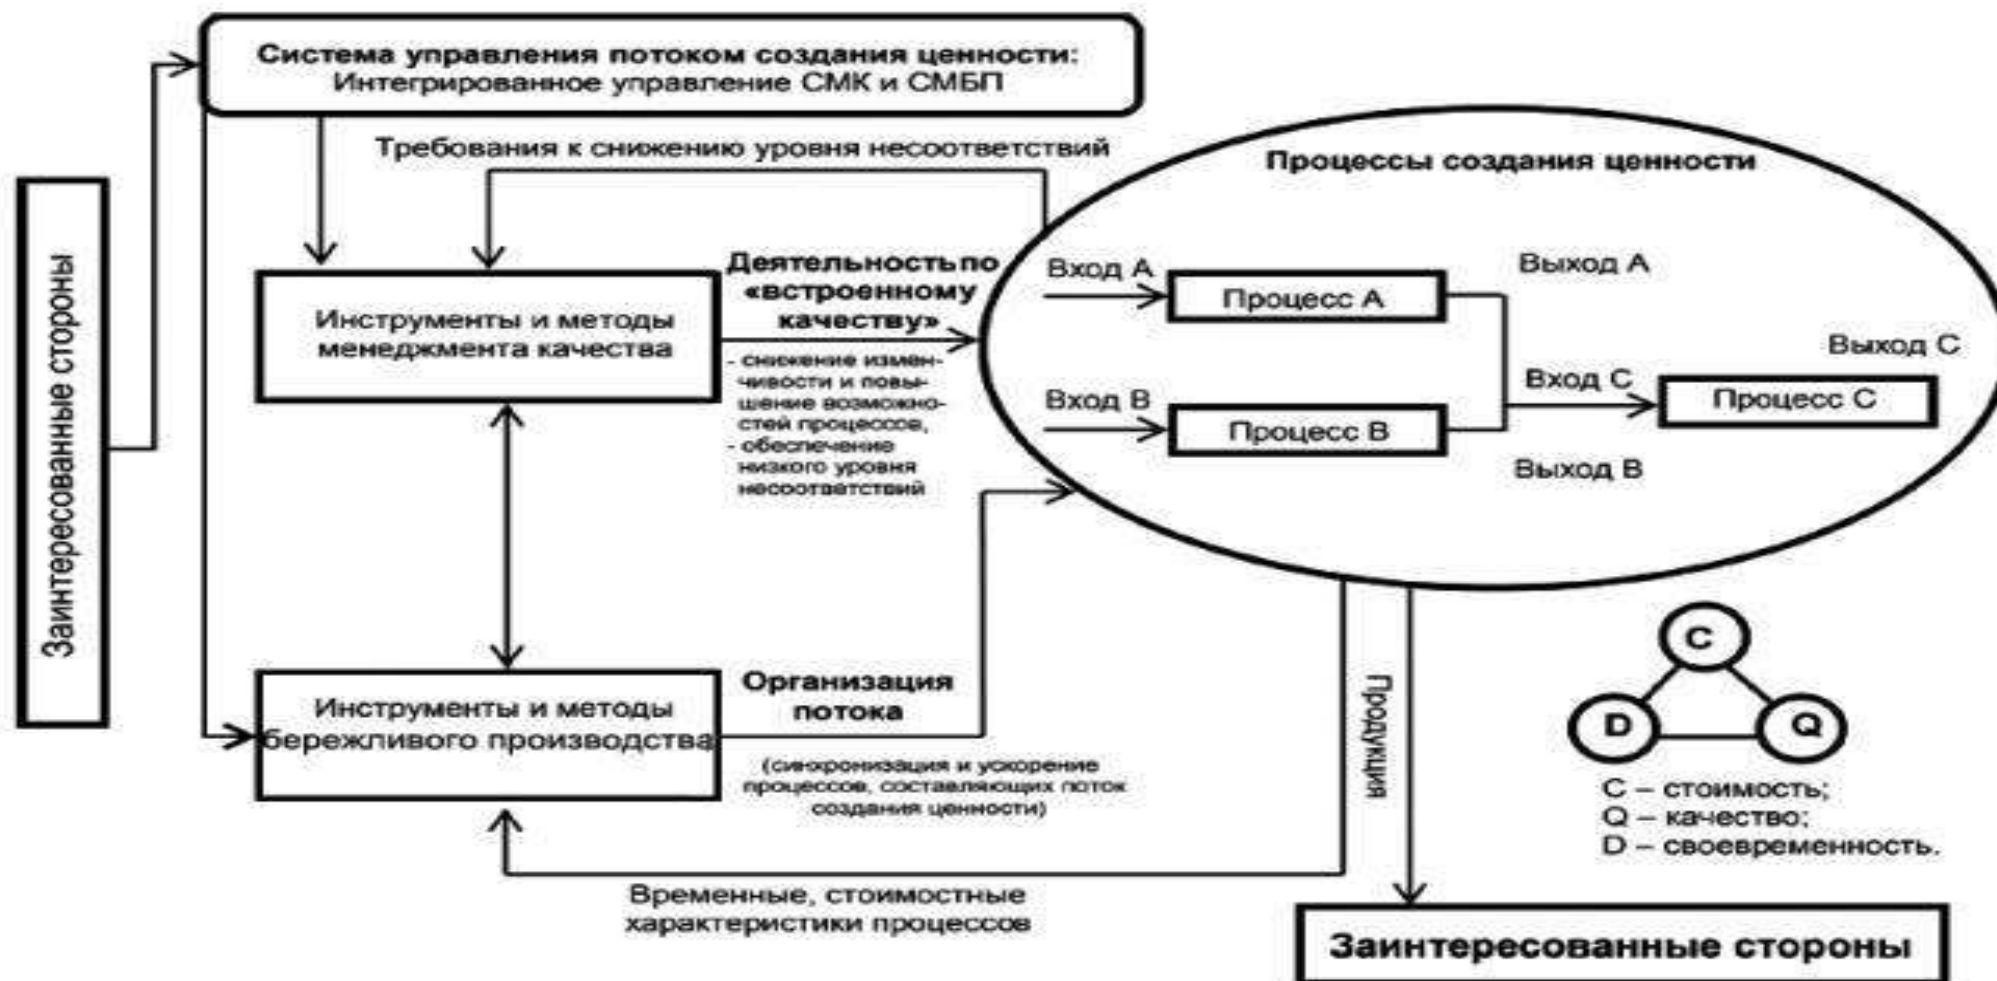 Система управления потоком создания ценности:
Интегрированное управление СМК и СМБП
Требования к снижению уровня несоответствий
Заинтересованные стороны
Инструменты и методы
менеджмента качества
Деятельность по
«встроенному
качеству»
- снижение измен-
чивости и повы-
шение возможно-
стей процессов,
- обеспечение
низкого уровня
несоответствий
Процессы создания ценности
Вход А
Процесс А
Выход А
Вход В
Процесс В
Выход В
Вход С
Процесс С
Выход С
Инструменты и методы
бережливого производства
Организация
потока
(синхронизация и ускорение
процессов, составляющих поток
создания ценности)
Временные, стоимостные
характеристики процессов
Продукция
C
D
Q
C – стоимость;
Q – качество;
D – своевременность.
Заинтересованные стороны